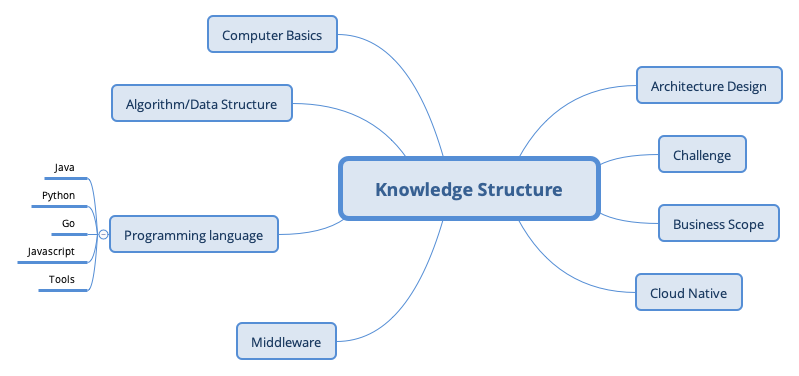 Computer Basics
Algorithm/Data Structure
Java
Python
Go
Javascript
Tools
Programming language
Middleware
Knowledge Structure
Architecture Design
Challenge
Business Scope
Cloud Native